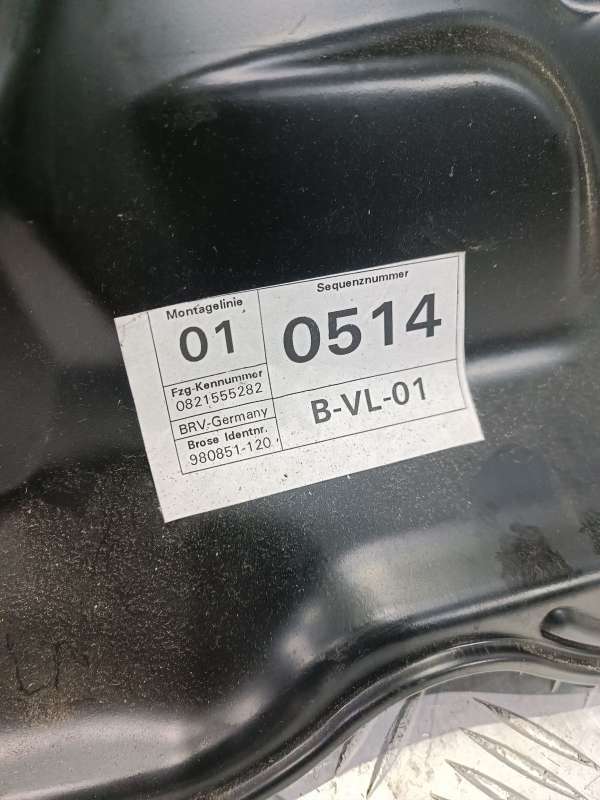 Montagelinie
01
Sequenznummer
0514
Fzg-Kennummer
0821555282
BRV-Germany
Brose Identnr.
980851-120
B-VL-01